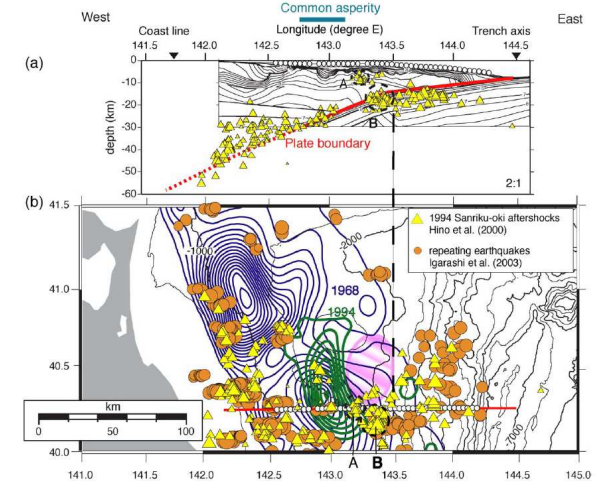 Common asperity
West
East
Coast line
Longitude (degree E)
Trench axis
141.5 142.0 142.5 143.0 143.5 144.0 144.5
(a)
0
-10
-20
-30
-40
-50
-60
depth (km)
A
B
Plate boundary
2:1
(b)
41.5
41.0
40.5
40.0
1994 Sanriku-oki aftershocks
Hino et al. (2000)
repeating earthquakes
Igarashi et al. (2003)
-1000
-2000
1968
1994
-7000
km
0 50 100
A B
141.0 142.0 142.5 143.0 143.5 144.0 144.5 145.0